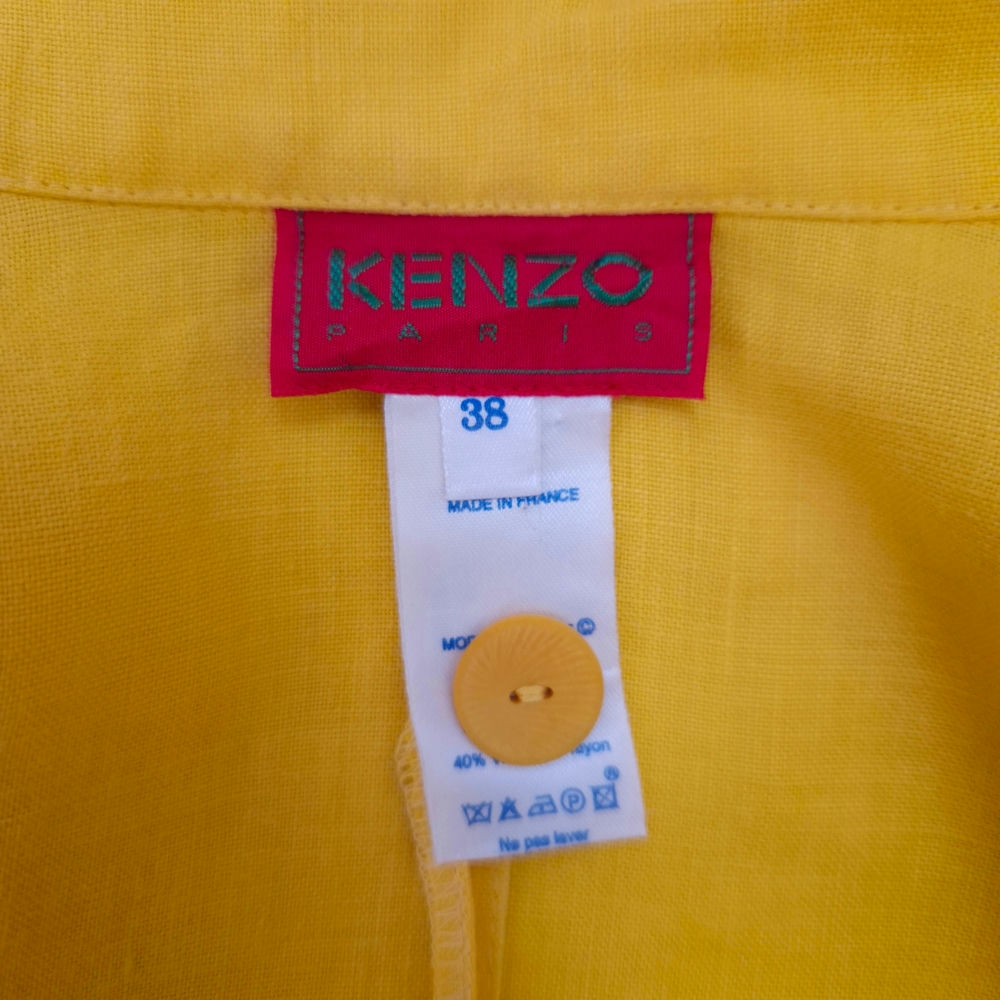 KENZO
PARIS
38
MADE IN FRANCE
©
40%
®
Ne pas laver